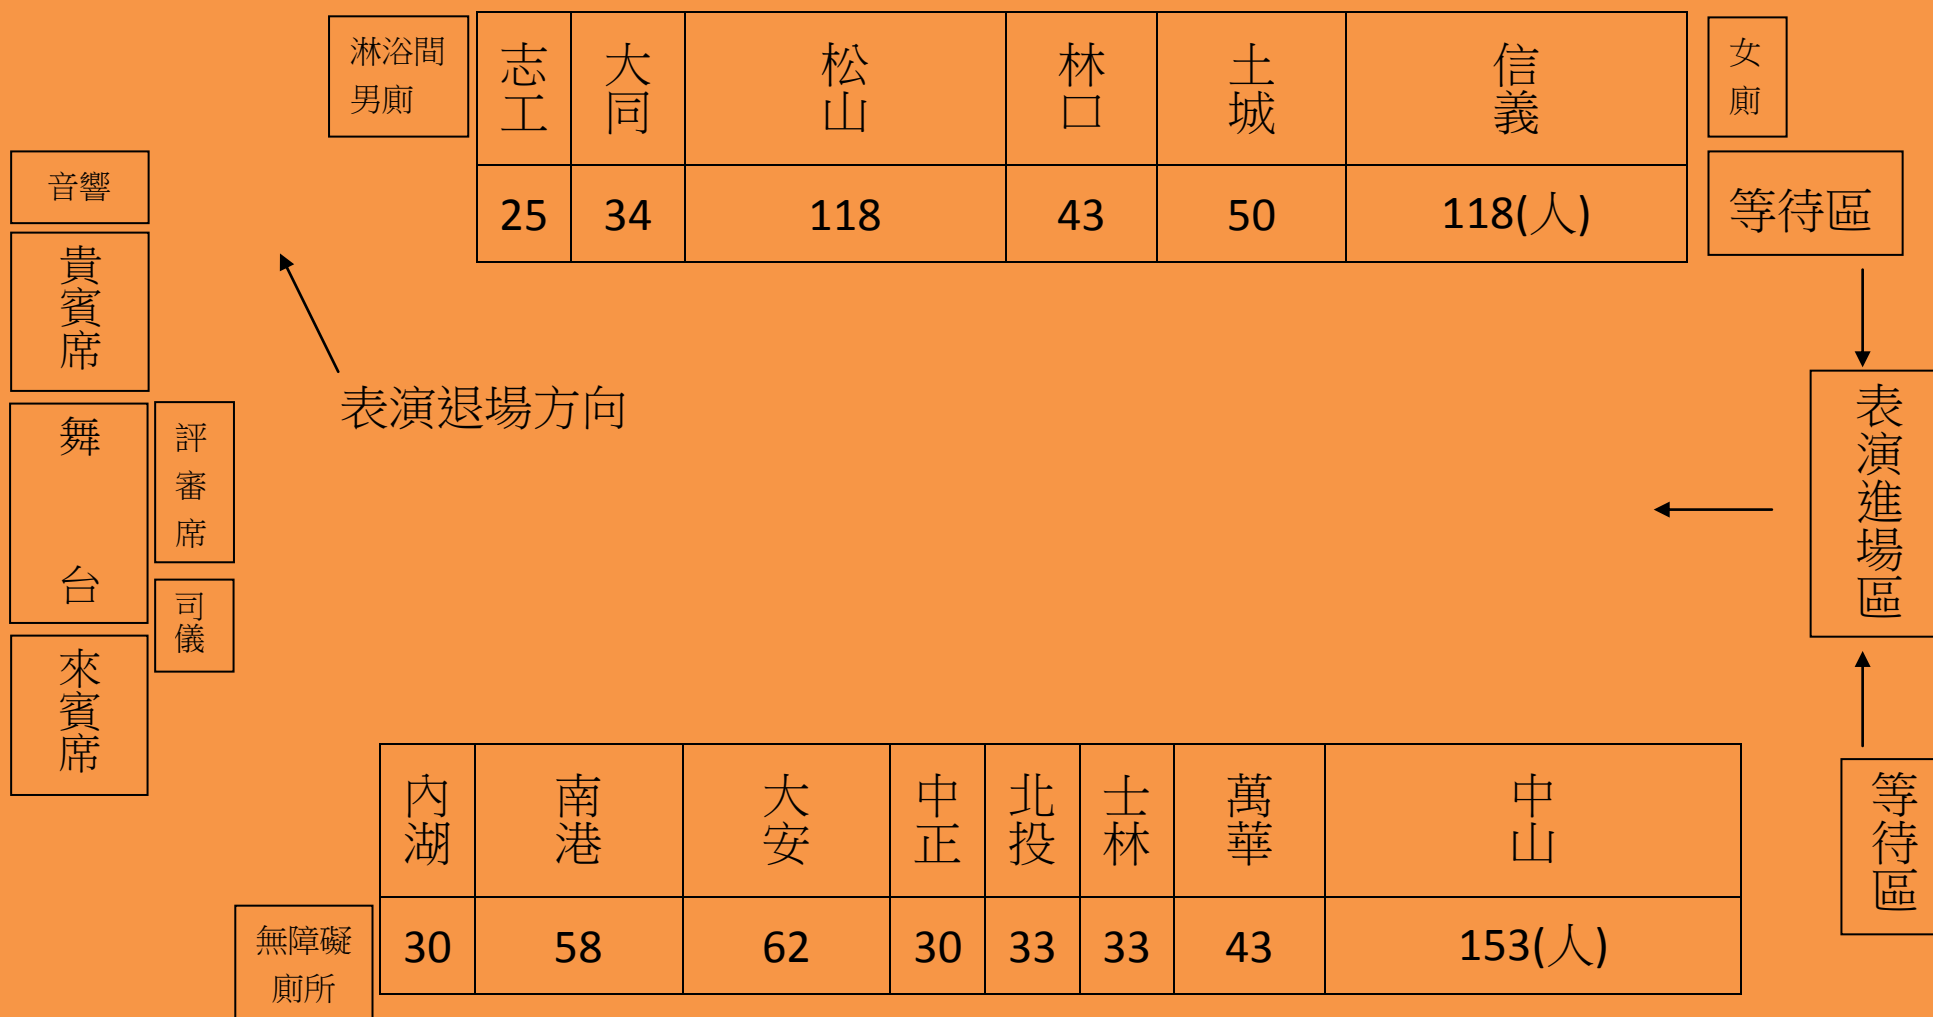 淋浴間
男廁
志工 大同 松山 林口 土城 信義
女廁
25 34 118 43 50 118(人)
音響
等待區
貴賓席
表演退場方向
舞台
評審席
司儀
來賓席
表演進場區
內湖 南港 大安 中正 北投 士林 萬華 中山
30 58 62 30 33 33 43 153(人)
等待區
無障礙
廁所